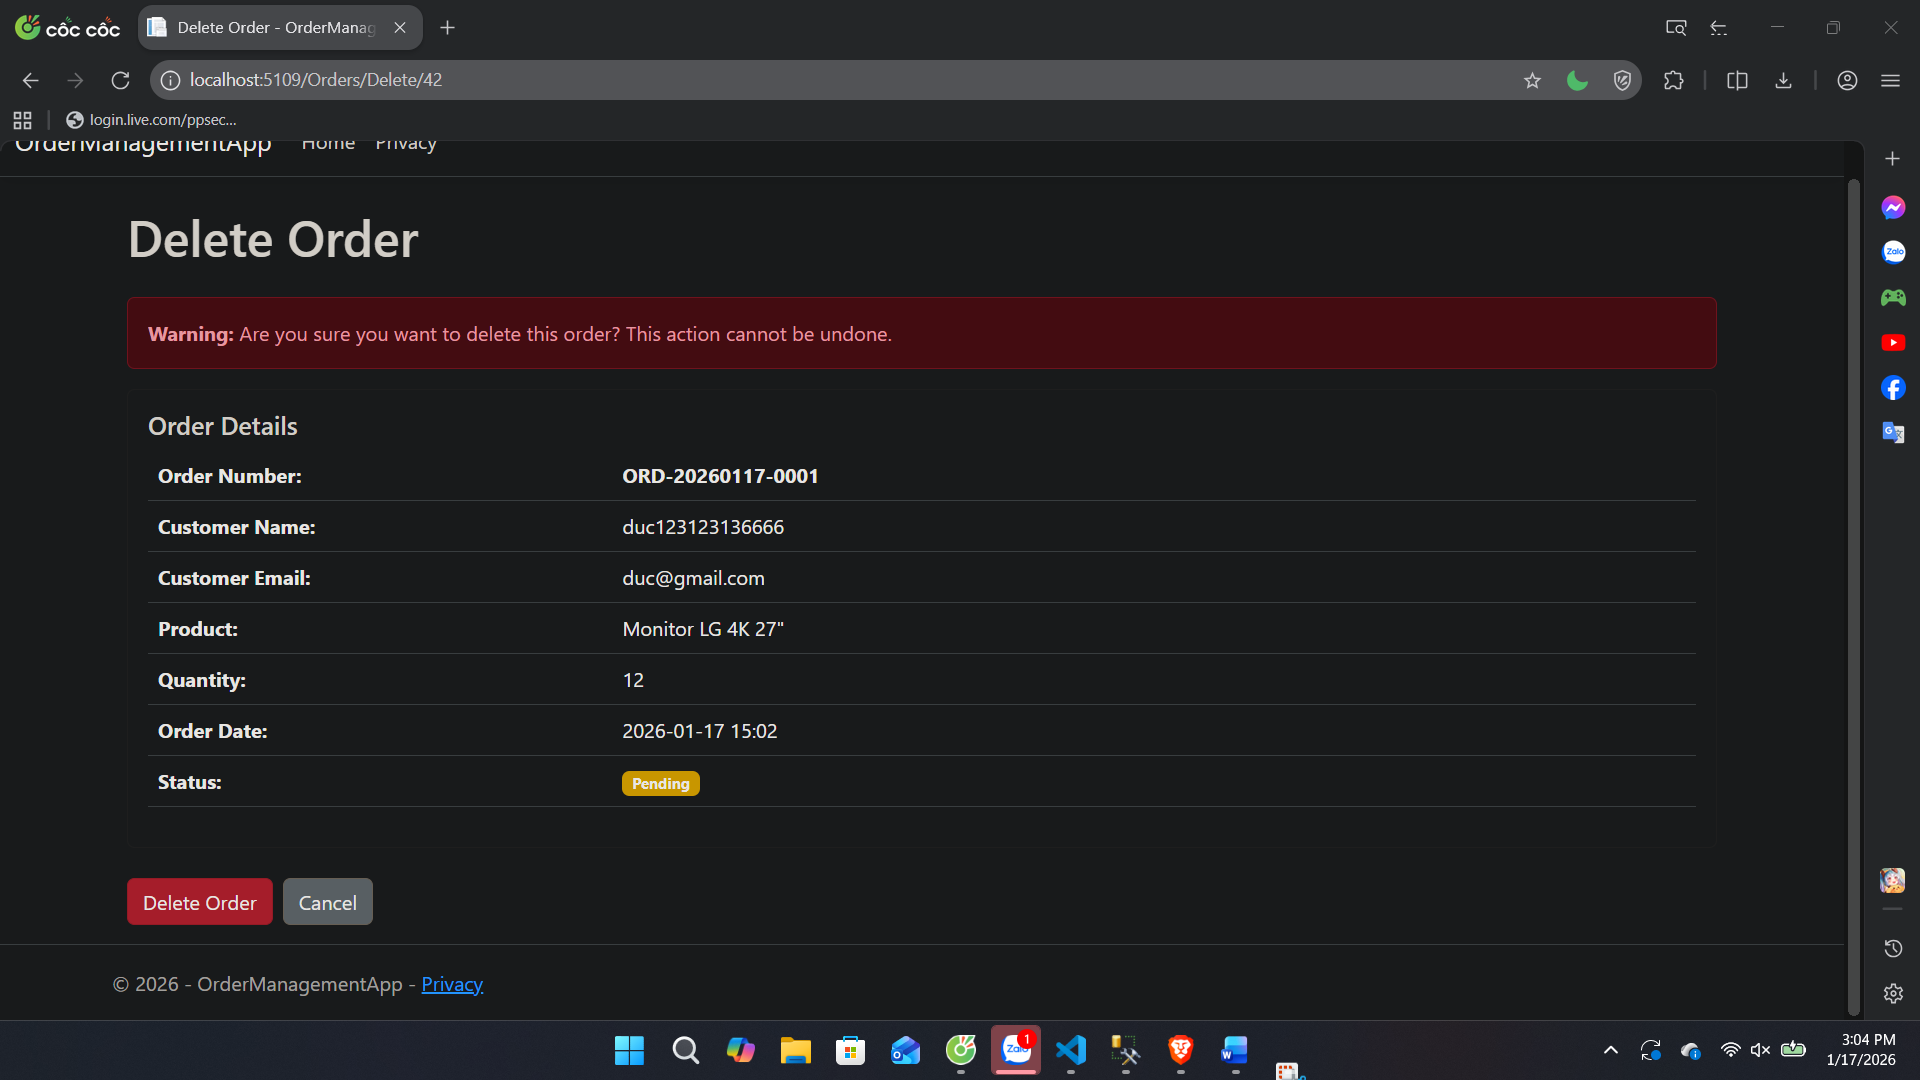 cốc cốc
Delete Order - OrderManag
localhost:5109/Orders/Delete/42
login.live.com/ppsec...
OrderManagementApp Home Privacy
Delete Order
Warning: Are you sure you want to delete this order? This action cannot be undone.
Order Details
Order Number: ORD-20260117-0001
Customer Name: duc123123136666
Customer Email: duc@gmail.com
Product: Monitor LG 4K 27"
Quantity: 12
Order Date: 2026-01-17 15:02
Status: Pending
Delete Order Cancel
© 2026 - OrderManagementApp - Privacy
Zalo
1
3:04 PM
1/17/2026